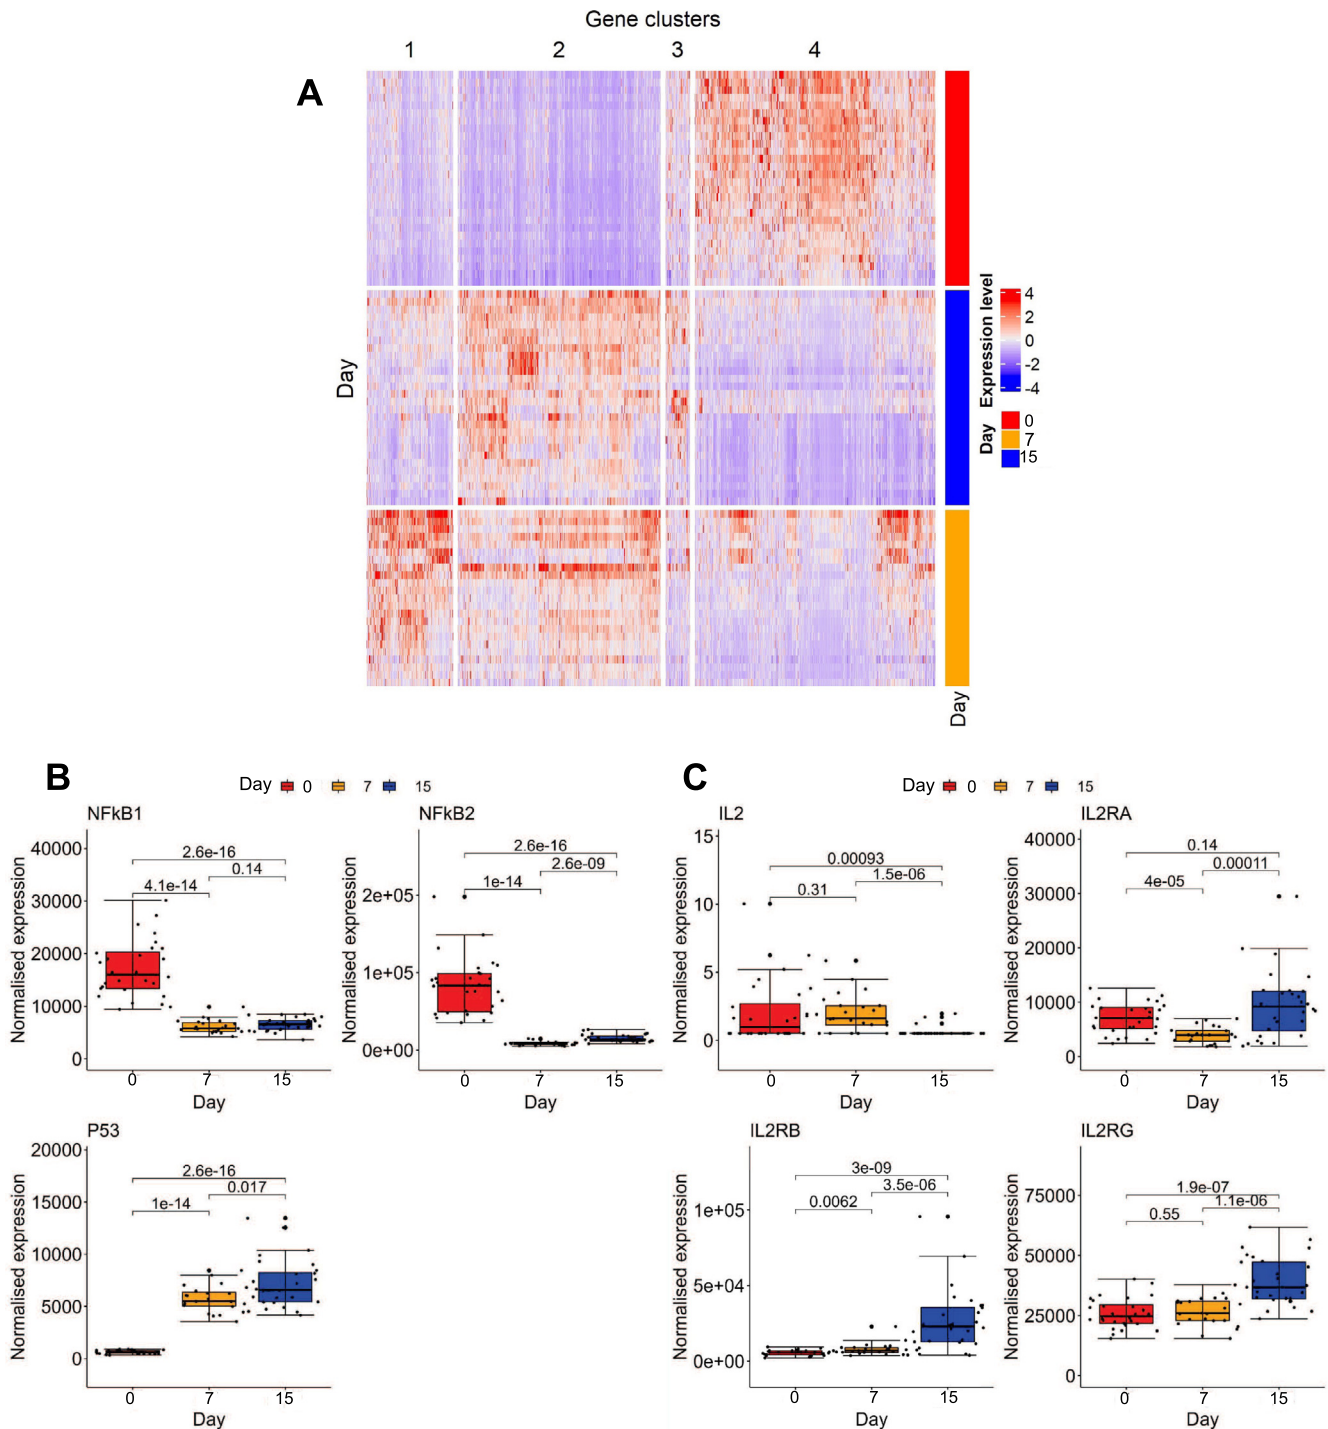 Gene clusters
1 2 3 4
A
Day
Expression level
4
2
0
-2
-4
Day
0
7
15
Day
B
Day 0 7 15
NFkB1
Normalised expression
40000
30000
20000
10000
0
2.6e-16
0.14
4.1e-14
0 7 15
Day
NFkB2
Normalised expression
2e+05
1e+05
0e+00
2.6e-16
2.6e-09
1e-14
0 7 15
Day
P53
Normalised expression
20000
15000
10000
5000
0
2.6e-16
0.017
1e-14
0 7 15
Day
C
Day 0 7 15
IL2
Normalised expression
15
10
5
0
0.00093
1.5e-06
0.31
0 7 15
Day
IL2RA
Normalised expression
40000
30000
20000
10000
0
0.14
0.00011
4e-05
0 7 15
Day
IL2RB
Normalised expression
1e+05
5e+04
0e+00
3e-09
3.5e-06
0.0062
0 7 15
Day
IL2RG
Normalised expression
75000
50000
25000
0
1.9e-07
1.1e-06
0.55
0 7 15
Day